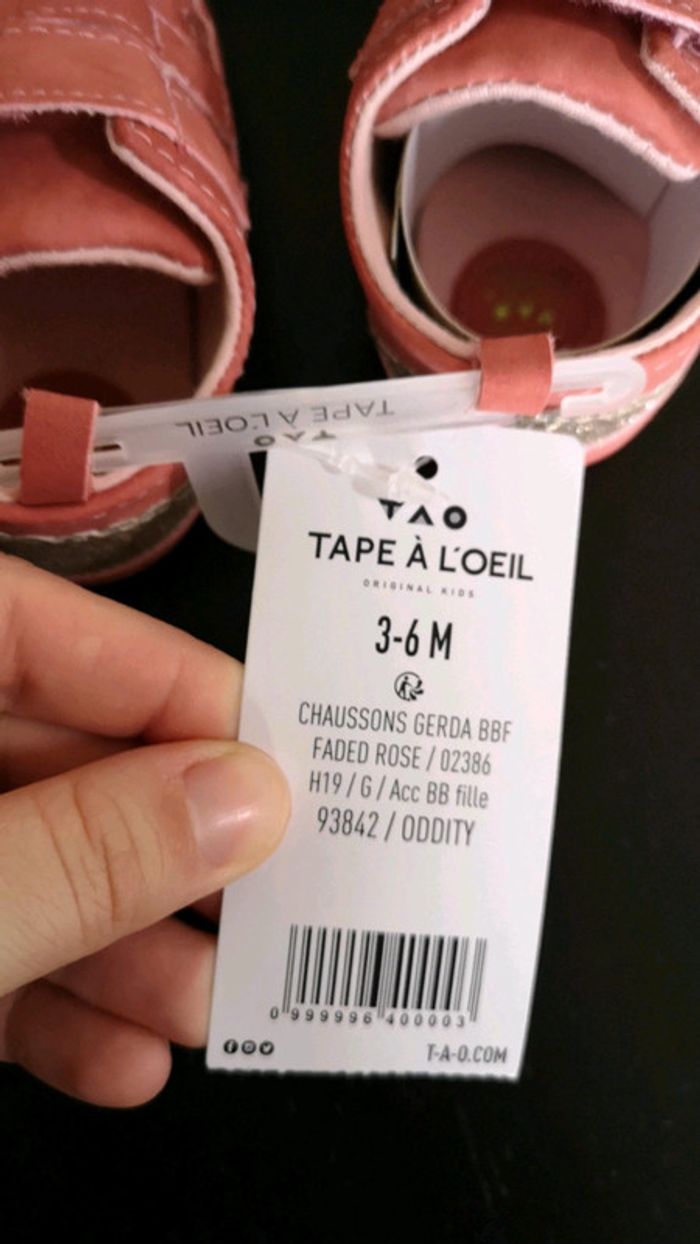 TAPE À L'OEIL
TAO
TAO
TAPE À L'OEIL
ORIGINAL KIDS
3-6 M
CHAUSSONS GERDA BBF
FADED ROSE / 02386
H19 / G / Acc BB fille
93842 / ODDITY
0 999996 400003
T-A-O.COM